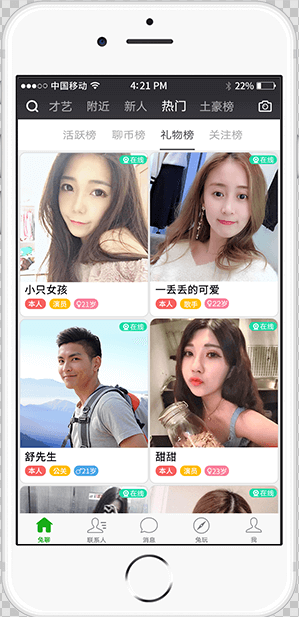 中国移动 4:21 PM 22%
才艺 附近 新人 热门 土豪榜
活跃榜 聊币榜 礼物榜 关注榜
在线 在线
小只女孩 一丢丢的可爱
本人 演员 21岁 本人 歌手 22岁
在线 在线
舒先生 甜甜
本人 公关 21岁 本人 演员 23岁
在线 在线
兔聊 联系人 消息 兔玩 我